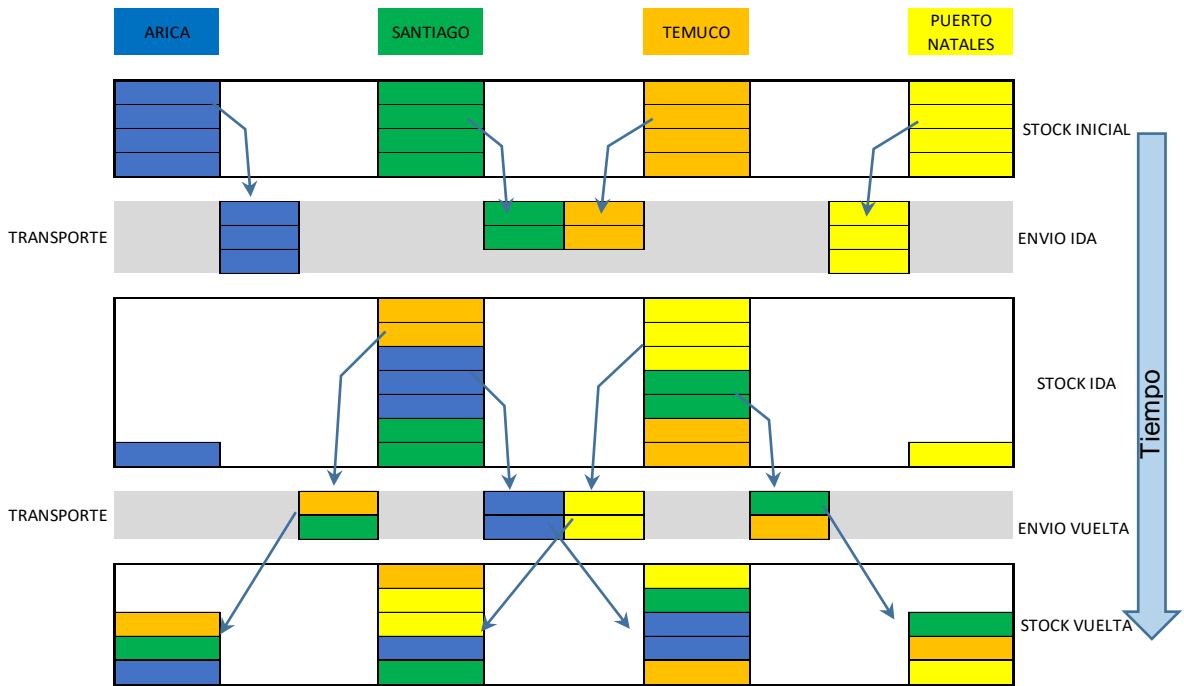 ARICA
SANTIAGO
TEMUCO
PUERTO
NATALES
STOCK INICIAL
TRANSPORTE
ENVIO IDA
STOCK IDA
Tiempo
TRANSPORTE
ENVIO VUELTA
STOCK VUELTA